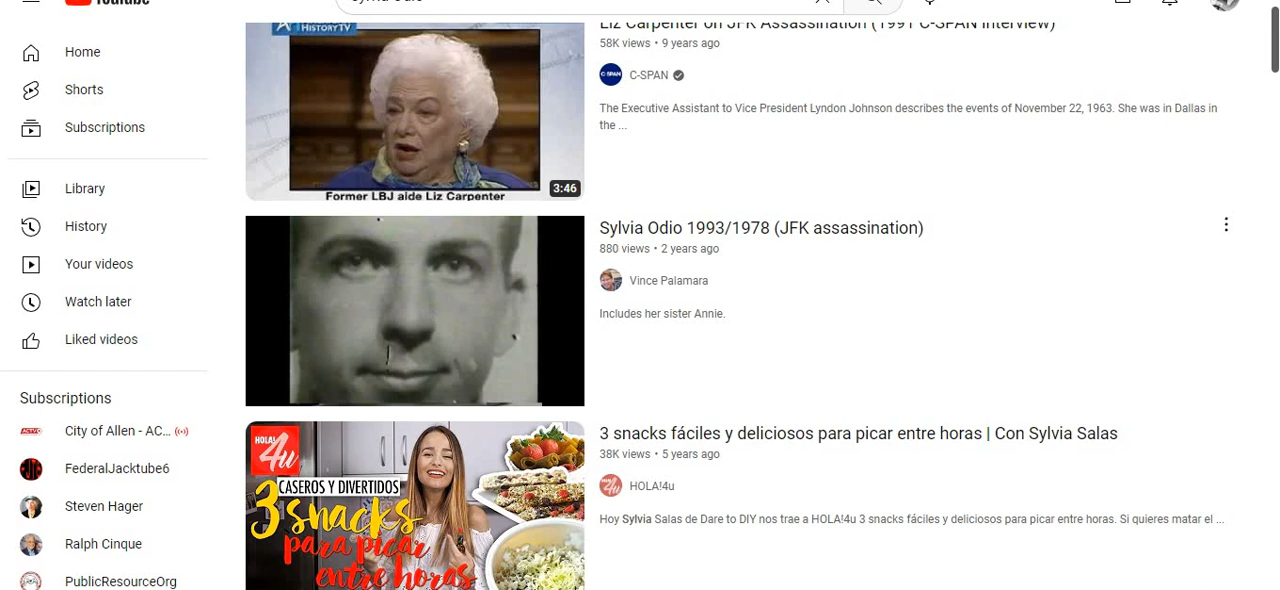 YouTube
Liz Carpenter on JFK Assassination (1991 C-SPAN Interview)
58K views • 9 years ago
C-SPAN
The Executive Assistant to Vice President Lyndon Johnson describes the events of November 22, 1963. She was in Dallas in
the ...
HISTORYTV
C-SPAN
3:46
Former LBJ aide Liz Carpenter
Home
Shorts
Subscriptions
Library
History
Your videos
Watch later
Liked videos
Subscriptions
City of Allen - AC...
ACTV
FederalJacktube6
Steven Hager
Ralph Cinque
PublicResourceOrg
Sylvia Odio 1993/1978 (JFK assassination)
880 views • 2 years ago
Vince Palamara
Includes her sister Annie.
3 snacks fáciles y deliciosos para picar entre horas | Con Sylvia Salas
38K views • 5 years ago
HOLA!4u
Hoy Sylvia Salas de Dare to DIY nos trae a HOLA!4u 3 snacks fáciles y deliciosos para picar entre horas. Si quieres matar el ...
HOLA!
4u
CASEROS Y DIVERTIDOS
3 snacks
para picar
entre horas